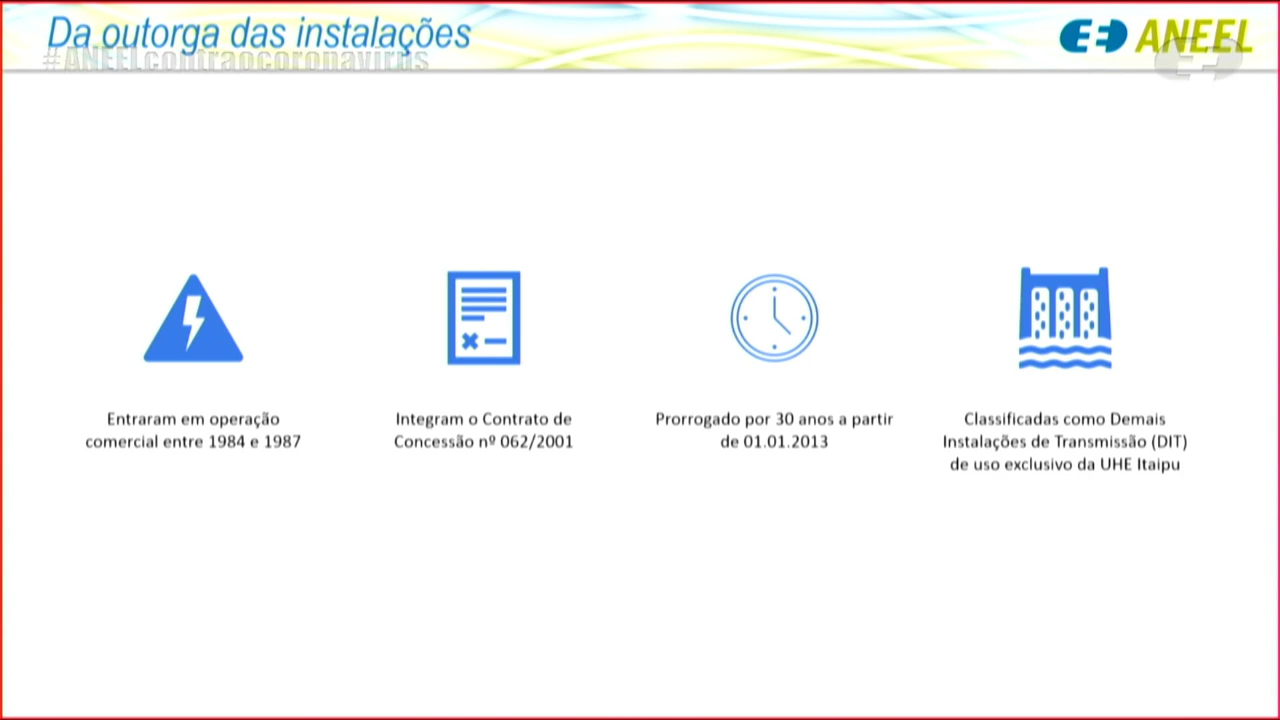 Da outorga das instalações
#ANEELcontraocoronavirus
ANEEL
Entraram em operação
comercial entre 1984 e 1987
Integram o Contrato de
Concessão nº 062/2001
Prorrogado por 30 anos a partir
de 01.01.2013
Classificadas como Demais
Instalações de Transmissão (DIT)
de uso exclusivo da UHE Itaipu